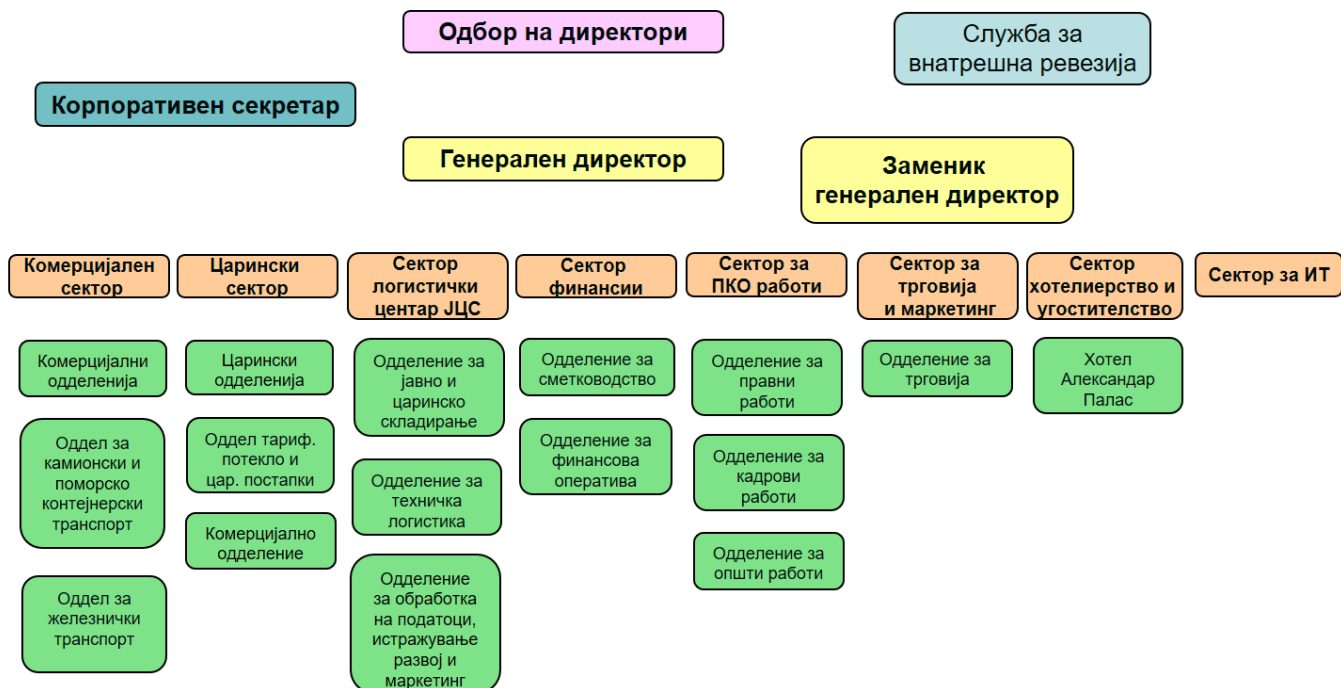 Одбор на директори
Служба за
внатрешна ревезија
Корпоративен секретар
Генерален директор
Заменик
генерален директор
Комерцијален
сектор
Царински
сектор
Сектор
логистички
центар ЈЦС
Сектор
финансии
Сектор за
ПКО работи
Сектор за
трговија
и маркетинг
Сектор
хотелиерство и
угостителство
Сектор за ИТ
Комерцијални
одделенија
Оддел за
камионски и
поморско
контејнерски
транспорт
Оддел за
железнички
транспорт
Царински
одделенија
Оддел тариф.
потекло и
цар. постапки
Комерцијално
одделение
Одделение за
јавно и
царинско
складирање
Одделение за
техничка
логистика
Одделение
за обработка
на податоци,
истражување
развој и
маркетинг
Одделение за
сметководство
Одделение за
финансова
оператива
Одделение за
правни
работи
Одделение за
кадрови
работи
Одделение за
општи работи
Одделение за
трговија
Хотел
Александар
Палас